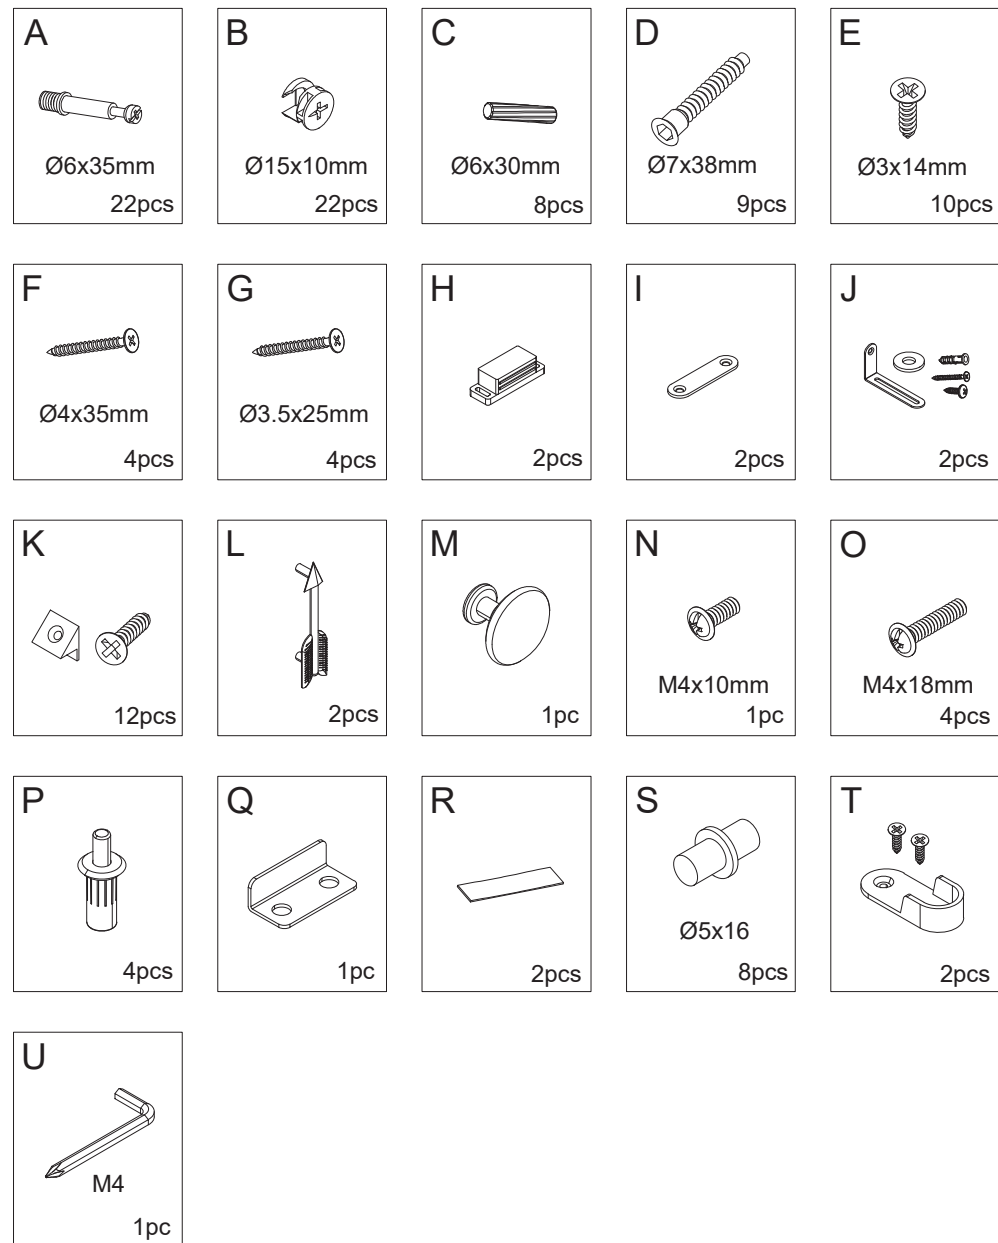 A
Ø6x35mm
22pcs
B
Ø15x10mm
22pcs
C
Ø6x30mm
8pcs
D
Ø7x38mm
9pcs
E
Ø3x14mm
10pcs
F
Ø4x35mm
4pcs
G
Ø3.5x25mm
4pcs
H
2pcs
I
2pcs
J
2pcs
K
12pcs
L
2pcs
M
1pc
N
M4x10mm
1pc
O
M4x18mm
4pcs
P
4pcs
Q
1pc
R
2pcs
S
Ø5x16
8pcs
T
2pcs
U
M4
1pc